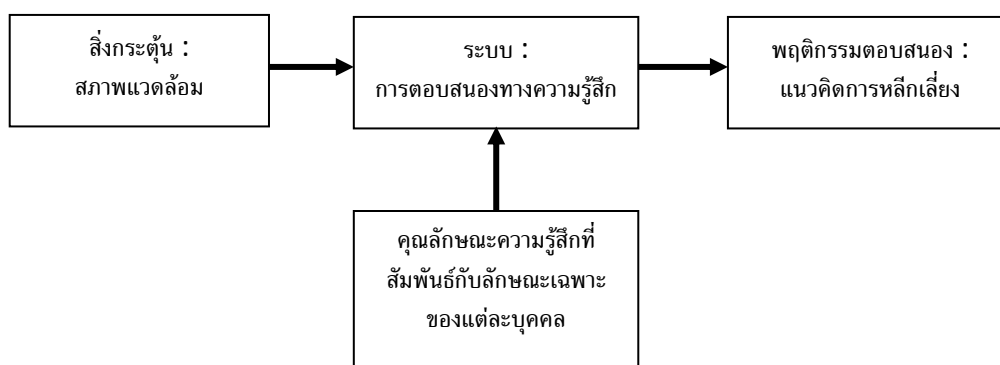 สิ่งกระตุ้น :
สภาพแวดล้อม
ระบบ :
การตอบสนองทางความรู้สึก
พฤติกรรมตอบสนอง :
แนวคิดการหลีกเลี่ยง
คุณลักษณะความรู้สึกที่
สัมพันธ์กับลักษณะเฉพาะ
ของแต่ละบุคคล